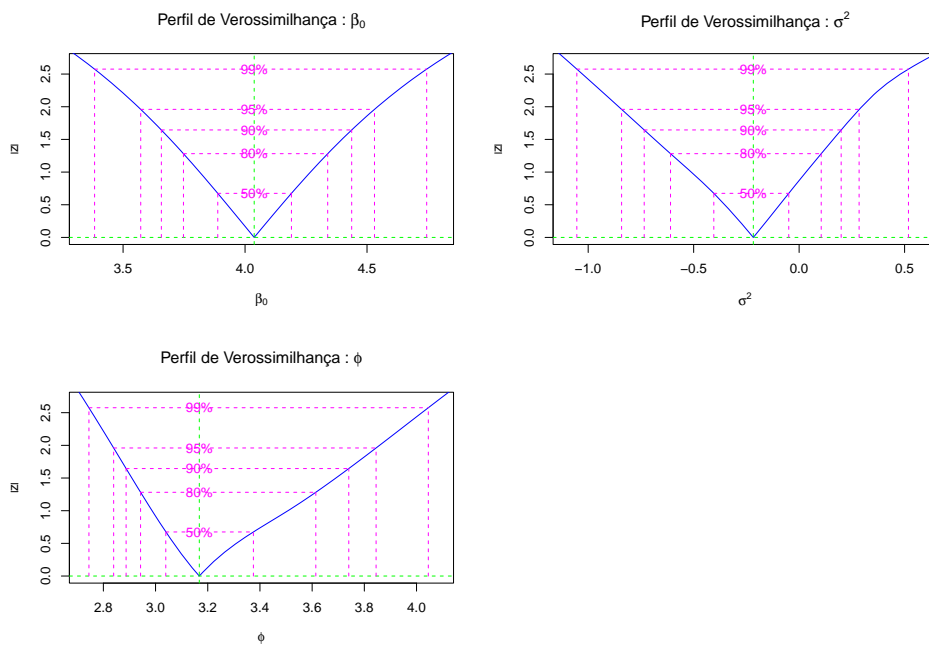 Perfil de Verossimilhança : β₀
|z|
0.0 0.5 1.0 1.5 2.0 2.5
99%
95%
90%
80%
50%
3.5 4.0 4.5
β₀
Perfil de Verossimilhança : σ²
|z|
0.0 0.5 1.0 1.5 2.0 2.5
99%
95%
90%
80%
50%
−1.0 −0.5 0.0 0.5
σ²
Perfil de Verossimilhança : ϕ
|z|
0.0 0.5 1.0 1.5 2.0 2.5
99%
95%
90%
80%
50%
2.8 3.0 3.2 3.4 3.6 3.8 4.0
ϕ